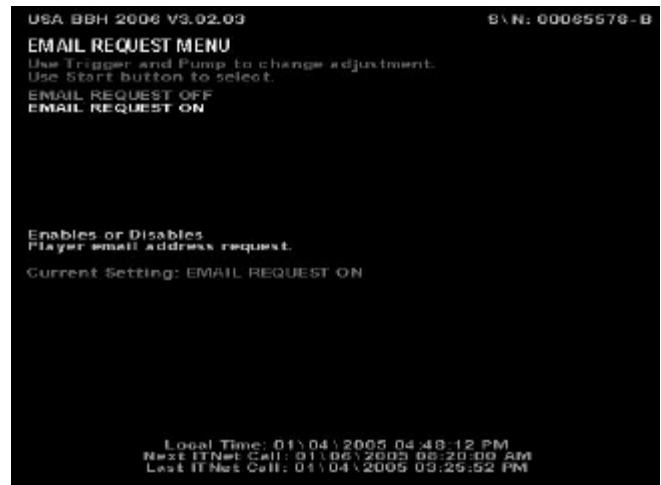 USA BBH 2006 V3.02.03 S\N: 00065578-B
EMAIL REQUEST MENU
Use Trigger and Pump to change adjustment.
Use Start button to select.
EMAIL REQUEST OFF
EMAIL REQUEST ON
Enables or Disables
Player email address request.
Current Setting: EMAIL REQUEST ON
Local Time: 01\04\2005 04:48:12 PM
Next ITNet Call: 01\06\2005 06:20:00 AM
Last ITNet Call: 01\04\2005 03:25:52 PM